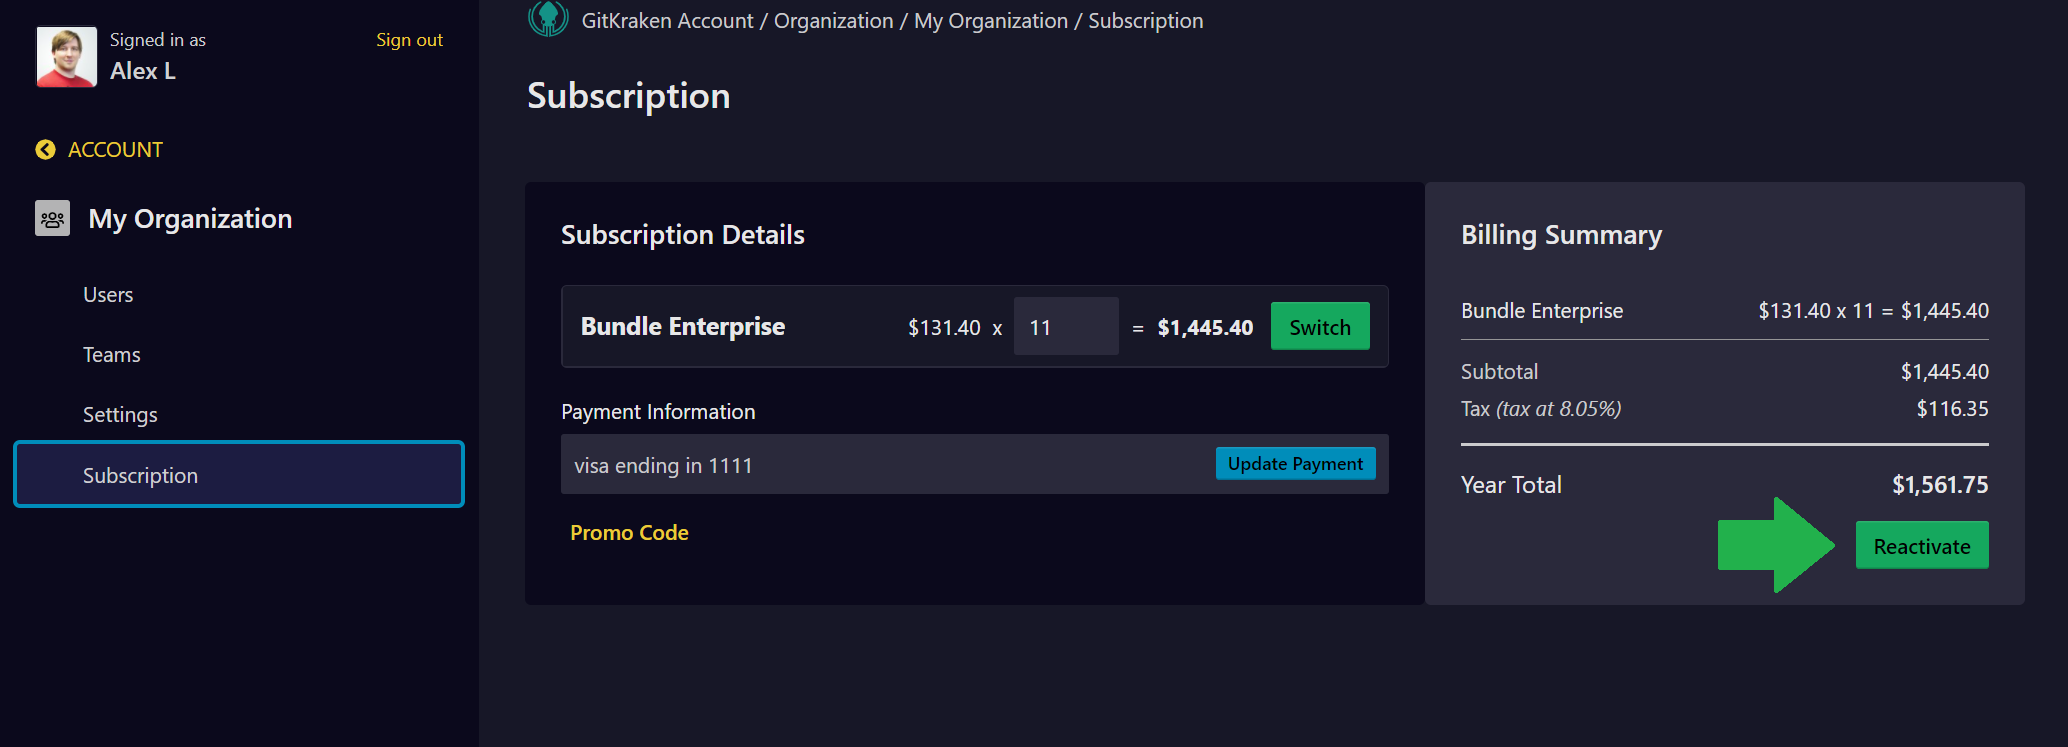 Signed in as
Sign out
Alex L
ACCOUNT
My Organization
Users
Teams
Settings
Subscription
GitKraken Account / Organization / My Organization / Subscription
Subscription
Subscription Details
Bundle Enterprise $131.40 x 11 = $1,445.40 Switch
Payment Information
visa ending in 1111 Update Payment
Promo Code
Billing Summary
Bundle Enterprise $131.40 x 11 = $1,445.40
Subtotal $1,445.40
Tax (tax at 8.05%) $116.35
Year Total $1,561.75
Reactivate